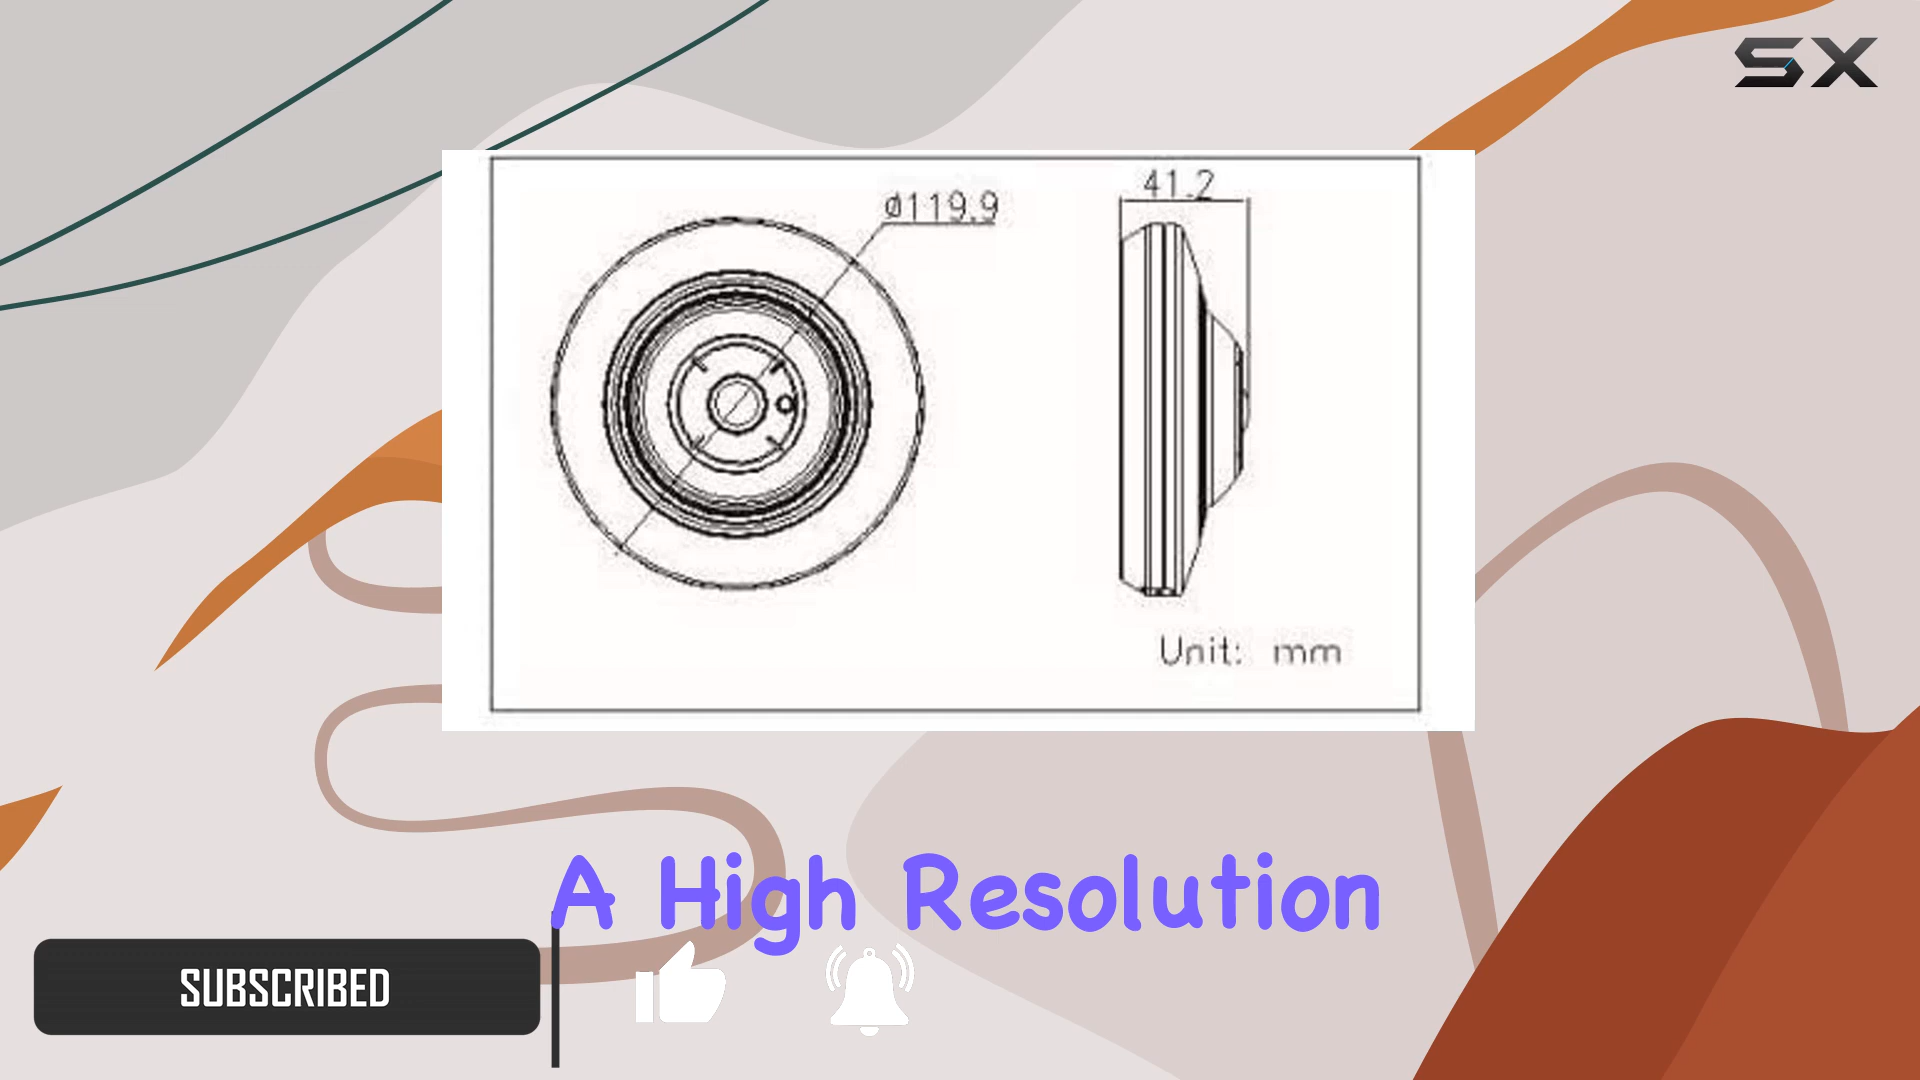 SX
ø119.9
41.2
Unit: mm
A High Resolution
SUBSCRIBED